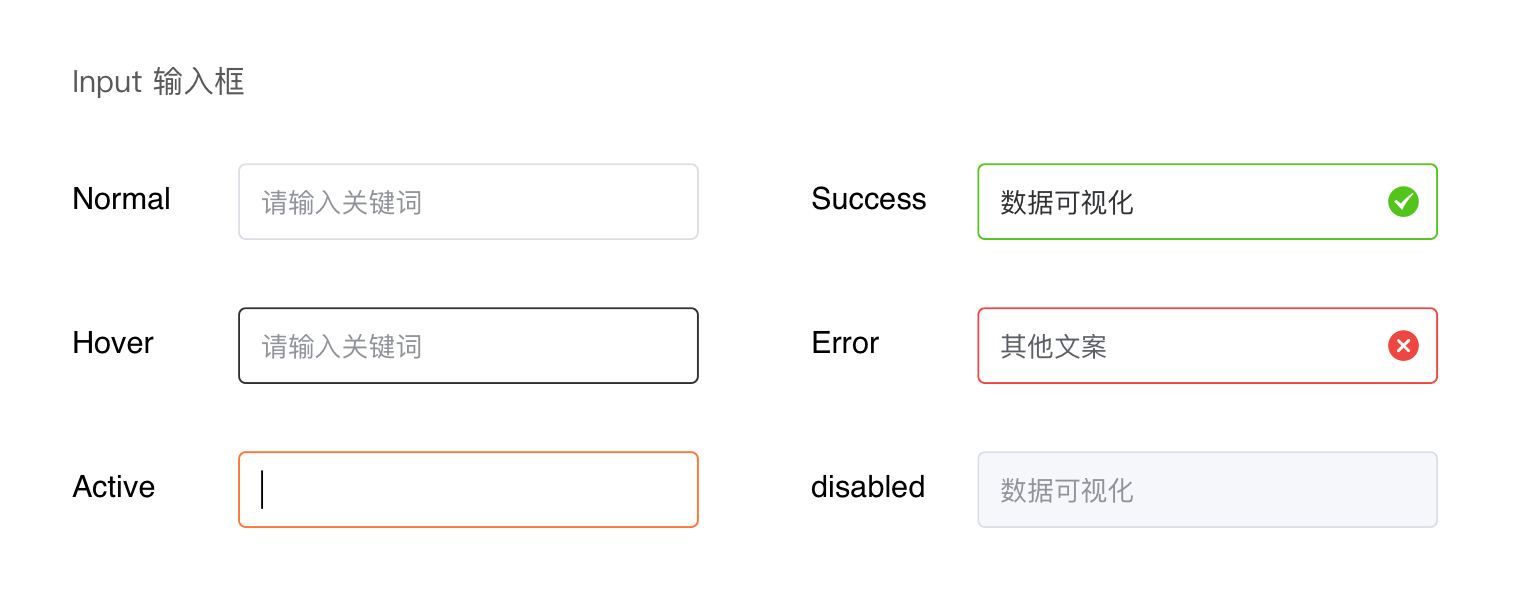 Input 输入框
Normal 请输入关键词
Success 数据可视化
Hover 请输入关键词
Error 其他文案
Active
disabled 数据可视化